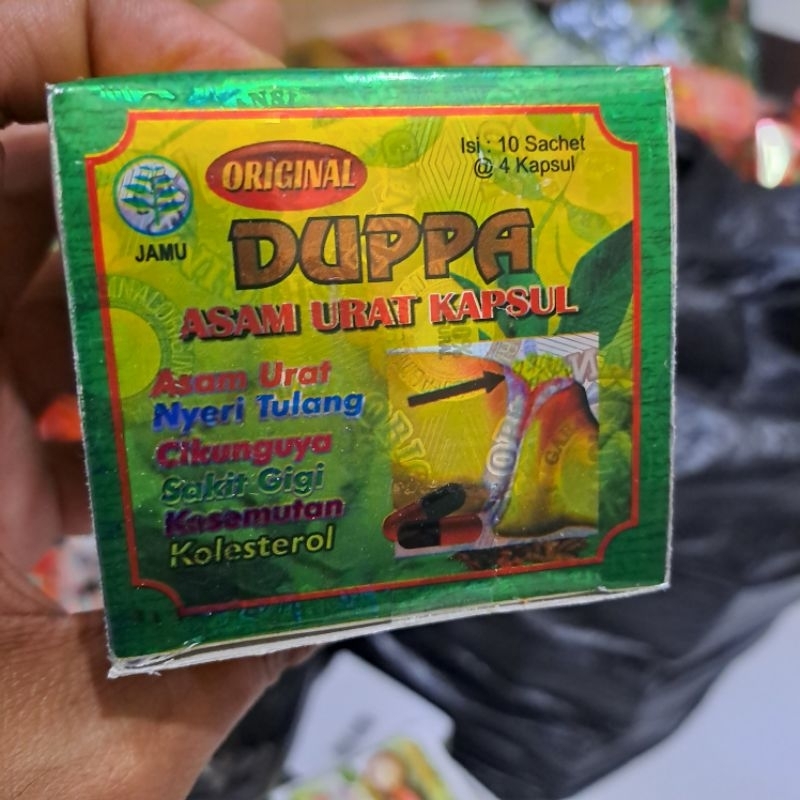 Isi : 10 Sachet
@ 4 Kapsul
ORIGINAL
JAMU
DUPPA
ASAM URAT KAPSUL
Asam Urat
Nyeri Tulang
Cikunguya
Sakit Gigi
Kesemutan
Kolesterol